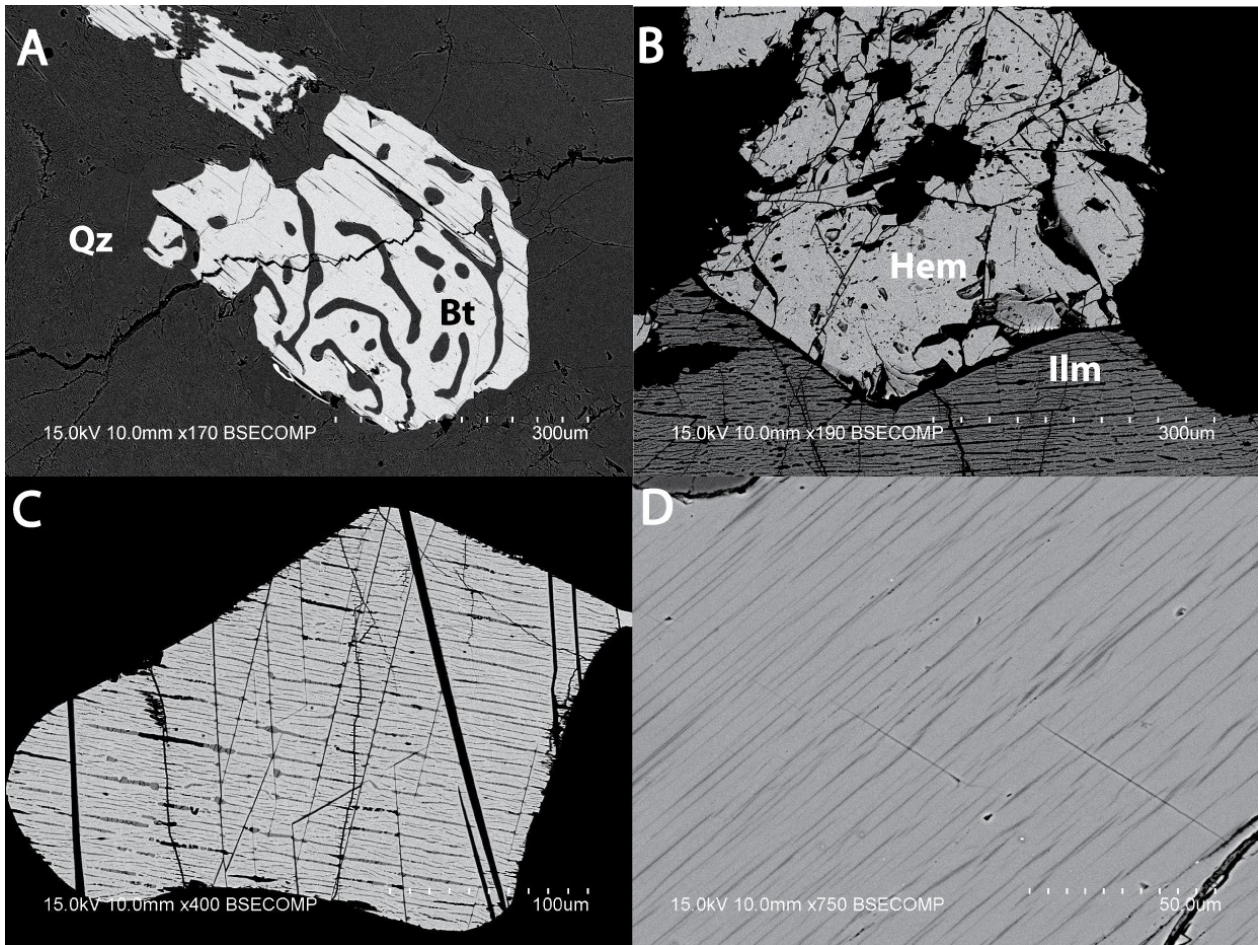 A
Qz
Bt
15.0kV 10.0mm x170 BSECOMP 300um
B
Hem
Ilm
15.0kV 10.0mm x190 BSECOMP 300um
C
15.0kV 10.0mm x400 BSECOMP 100um
D
15.0kV 10.0mm x750 BSECOMP 50.0um